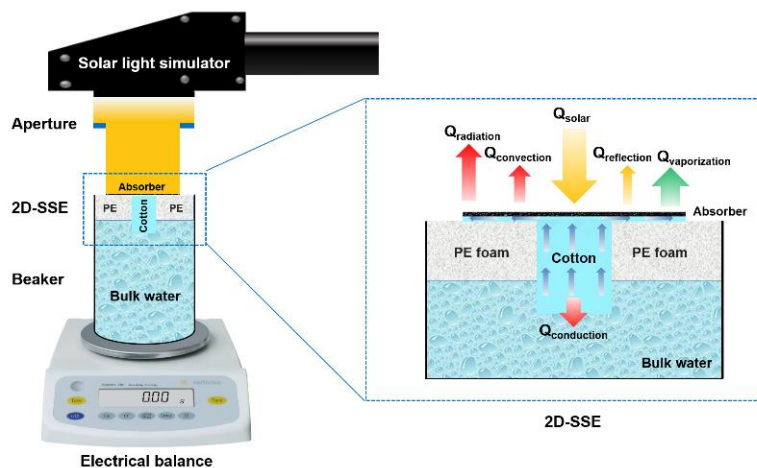 Solar light simulator
Aperture
Absorber
2D-SSE
PE
Cotton
PE
Beaker
Bulk water
0.00
Electrical balance
Qsolar
Qradiation
Qconvection
Qreflection
Qvaporization
Absorber
PE foam
Cotton
PE foam
Qconduction
Bulk water
2D-SSE